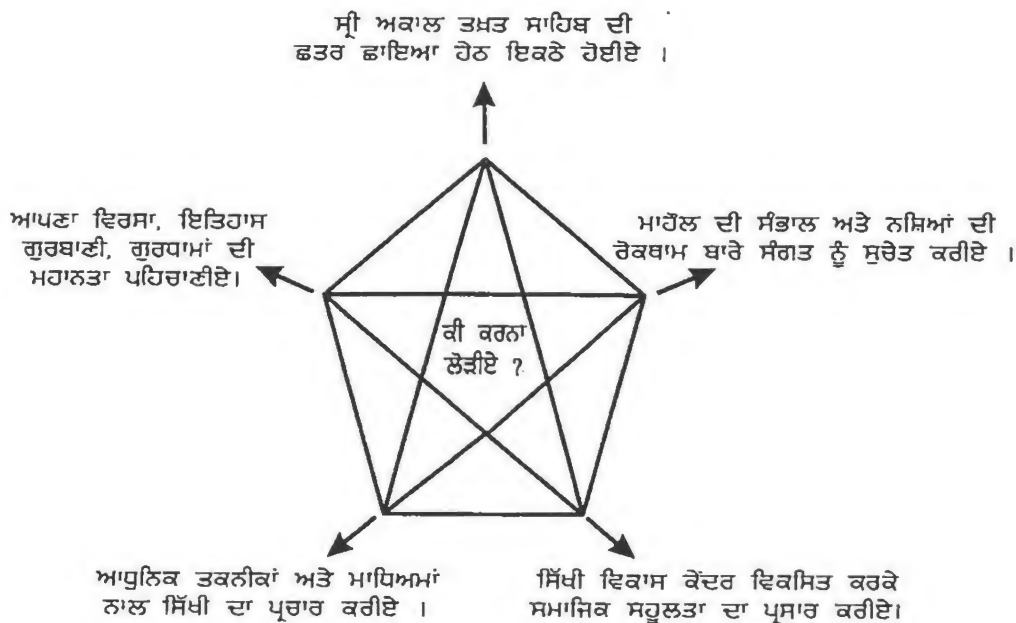 ਸ੍ਰੀ ਅਕਾਲ ਤਖ਼ਤ ਸਾਹਿਬ ਦੀ
ਛਤਰ ਛਾਇਆ ਹੇਠ ਇਕਠੇ ਹੋਈਏ ।
ਆਪਣਾ ਵਿਰਸਾ, ਇਤਿਹਾਸ
ਗੁਰਬਾਣੀ, ਗੁਰਧਾਮਾਂ ਦੀ
ਮਹਾਨਤਾ ਪਹਿਚਾਣੀਏ।
ਮਾਹੌਲ ਦੀ ਸੰਭਾਲ ਅਤੇ ਨਸ਼ਿਆਂ ਦੀ
ਰੋਕਥਾਮ ਬਾਰੇ ਸੰਗਤ ਨੂੰ ਸੁਚੇਤ ਕਰੀਏ ।
ਕੀ ਕਰਨਾ
ਲੋੜੀਏ ?
ਆਧੁਨਿਕ ਤਕਨੀਕਾਂ ਅਤੇ ਮਾਧਿਅਮਾਂ
ਨਾਲ ਸਿੱਖੀ ਦਾ ਪ੍ਰਚਾਰ ਕਰੀਏ ।
ਸਿੱਖੀ ਵਿਕਾਸ ਕੇਂਦਰ ਵਿਕਸਿਤ ਕਰਕੇ
ਸਮਾਜਿਕ ਸਹੂਲਤਾ ਦਾ ਪ੍ਰਸਾਰ ਕਰੀਏ।